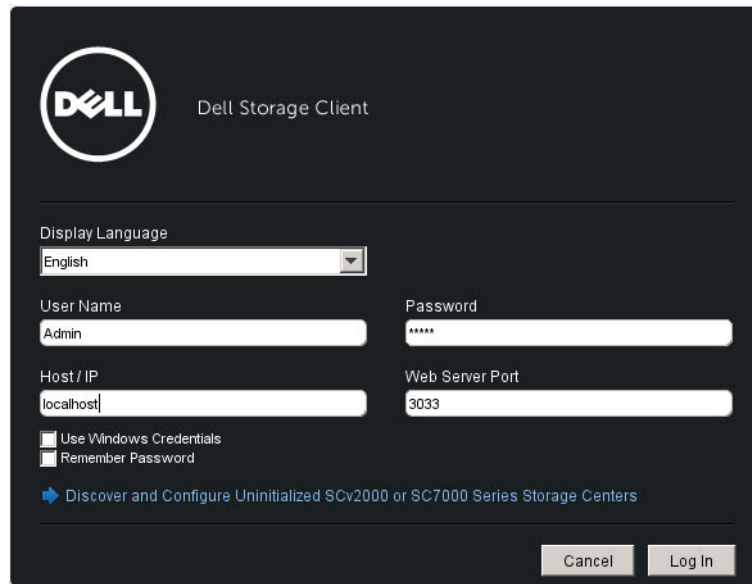 DELL
Dell Storage Client
Display Language
English
User Name
Password
Admin
*****
Host / IP
Web Server Port
localhost
3033
Use Windows Credentials
Remember Password
Discover and Configure Uninitialized SCv2000 or SC7000 Series Storage Centers
Cancel
Log In